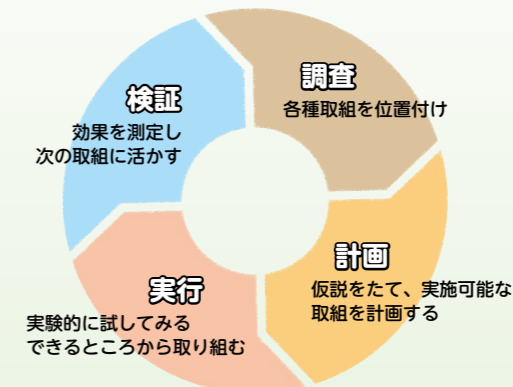 調査
各種取組を位置付け
計画
仮説をたて、実施可能な
取組を計画する
実行
実験的に試してみる
できるところから取り組む
検証
効果を測定し
次の取組に活かす